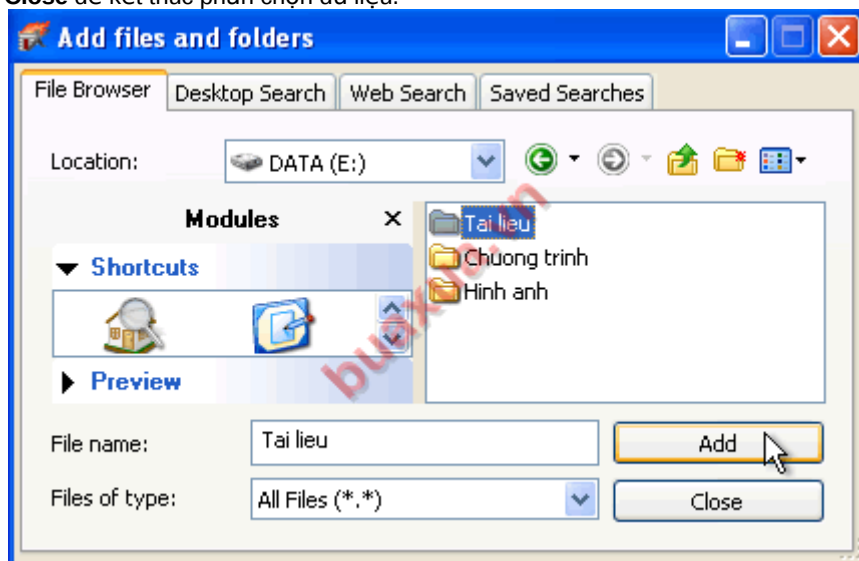 Close để kết thúc phần chọn dữ liệu.
Add files and folders
File Browser Desktop Search Web Search Saved Searches
Location: DATA (E:)
Modules
Tai lieu
Shortcuts
Chuong trinh
Hinh anh
Preview
buaxua.vn
File name: Tai lieu Add
Files of type: All Files (*.*) Close